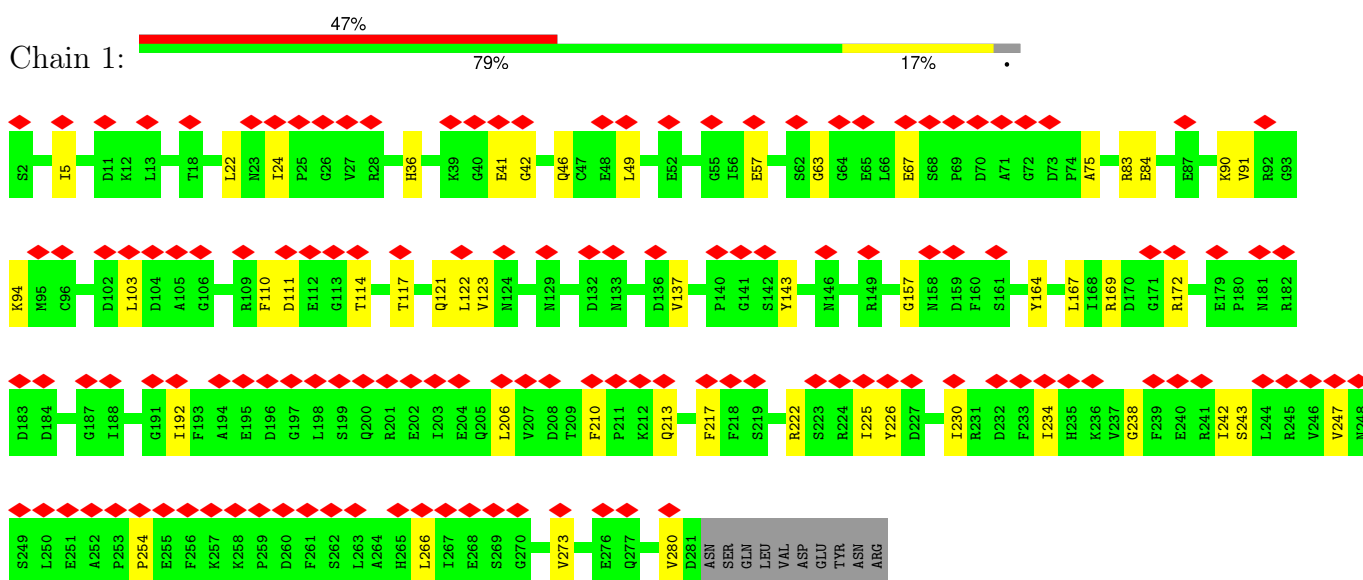 47%
Chain 1:
79% 17% •
S2 I5 D11 K12 L13 T18 L22 N23 I24 P25 G26 V27 R28 H36 K39 G40 E41 G42 Q46 C47 E48 L49 E52 G55 I56 E57 S62 G63 G64 E65 L66 E67 S68 P69 D70 A71 G72 D73 P74 A75 R83 E84 E87 K90 V91 R92 G93
K94 M95 C96 D102 L103 D104 A105 G106 R109 F110 D111 E112 G113 T114 T117 Q121 L122 V123 N124 N129 D132 N133 D136 V137 P140 G141 S142 Y143 N146 R149 G157 N158 D159 F160 S161 Y164 L167 I168 R169 D170 G171 R172 E179 P180 N181 R182
D183 D184 G187 I188 G191 I192 F193 A194 E195 D196 G197 L198 S199 Q200 R201 E202 I203 E204 Q205 L206 V207 D208 T209 F210 P211 K212 Q213 F217 F218 S219 R222 S223 R224 I225 Y226 D227 I230 R231 D232 F233 I234 H235 K236 V237 G238 F239 E240 R241 I242 S243 L244 R245 V246 V247 N248
S249 L250 E251 A252 P253 P254 E255 F256 K257 K258 P259 D260 F261 S262 L263 A264 H265 L266 I267 E268 S269 G270 V273 E276 Q277 V280 D281 ASN SER GLN LEU VAL ASP GLU TYR ASN ARG